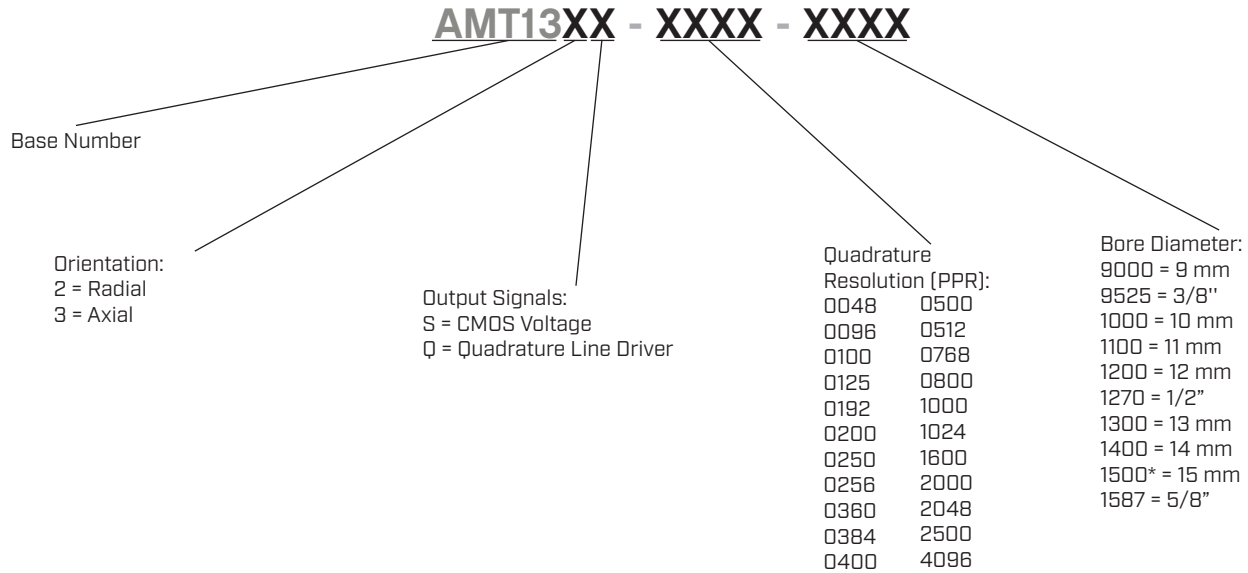 AMT13XX - XXXX - XXXX
Base Number
Orientation:
2 = Radial
3 = Axial
Output Signals:
S = CMOS Voltage
Q = Quadrature Line Driver
Quadrature
Resolution (PPR):
0048 0500
0096 0512
0100 0768
0125 0800
0192 1000
0200 1024
0250 1600
0256 2000
0360 2048
0384 2500
0400 4096
Bore Diameter:
9000 = 9 mm
9525 = 3/8''
1000 = 10 mm
1100 = 11 mm
1200 = 12 mm
1270 = 1/2”
1300 = 13 mm
1400 = 14 mm
1500* = 15 mm
1587 = 5/8”